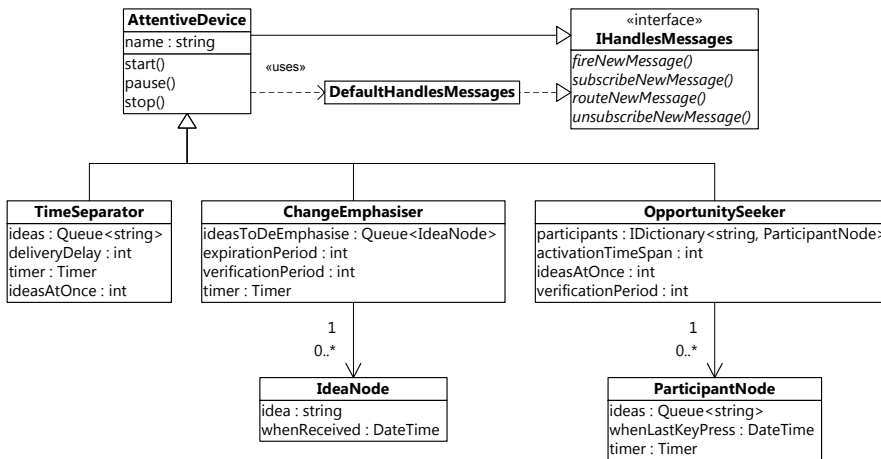 AttentiveDevice
name : string
start()
pause()
stop()
«uses»
DefaultHandlesMessages
«interface»
IHandlesMessages
fireNewMessage()
subscribeNewMessage()
routeNewMessage()
unsubscribeNewMessage()
TimeSeparator
ideas : Queue<string>
deliveryDelay : int
timer : Timer
ideasAtOnce : int
ChangeEmphasiser
ideasToDeEmphasise : Queue<IdeaNode>
expirationPeriod : int
verificationPeriod : int
timer : Timer
OpportunitySeeker
participants : IDictionary<string, ParticipantNode>
activationTimeSpan : int
ideasAtOnce : int
verificationPeriod : int
1
0..*
1
0..*
IdeaNode
idea : string
whenReceived : DateTime
ParticipantNode
ideas : Queue<string>
whenLastKeyPress : DateTime
timer : Timer